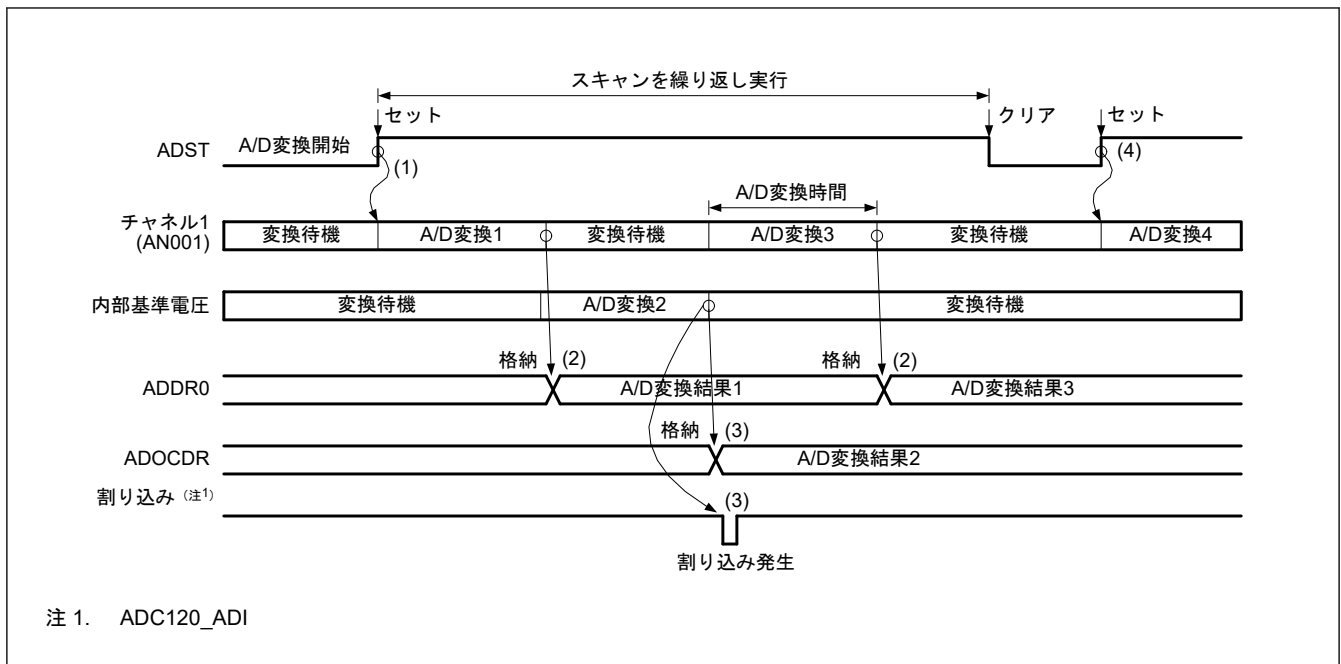 スキャンを繰り返し実行
セット
クリア
セット
ADST
A/D変換開始
(1)
(4)
A/D変換時間
チャネル1
(AN001)
変換待機
A/D変換1
変換待機
A/D変換3
変換待機
A/D変換4
内部基準電圧
変換待機
A/D変換2
変換待機
格納
(2)
格納
(2)
ADDR0
A/D変換結果1
A/D変換結果3
格納
(3)
ADOCDR
A/D変換結果2
割り込み（注1）
(3)
割り込み発生
注 1. ADC120_ADI